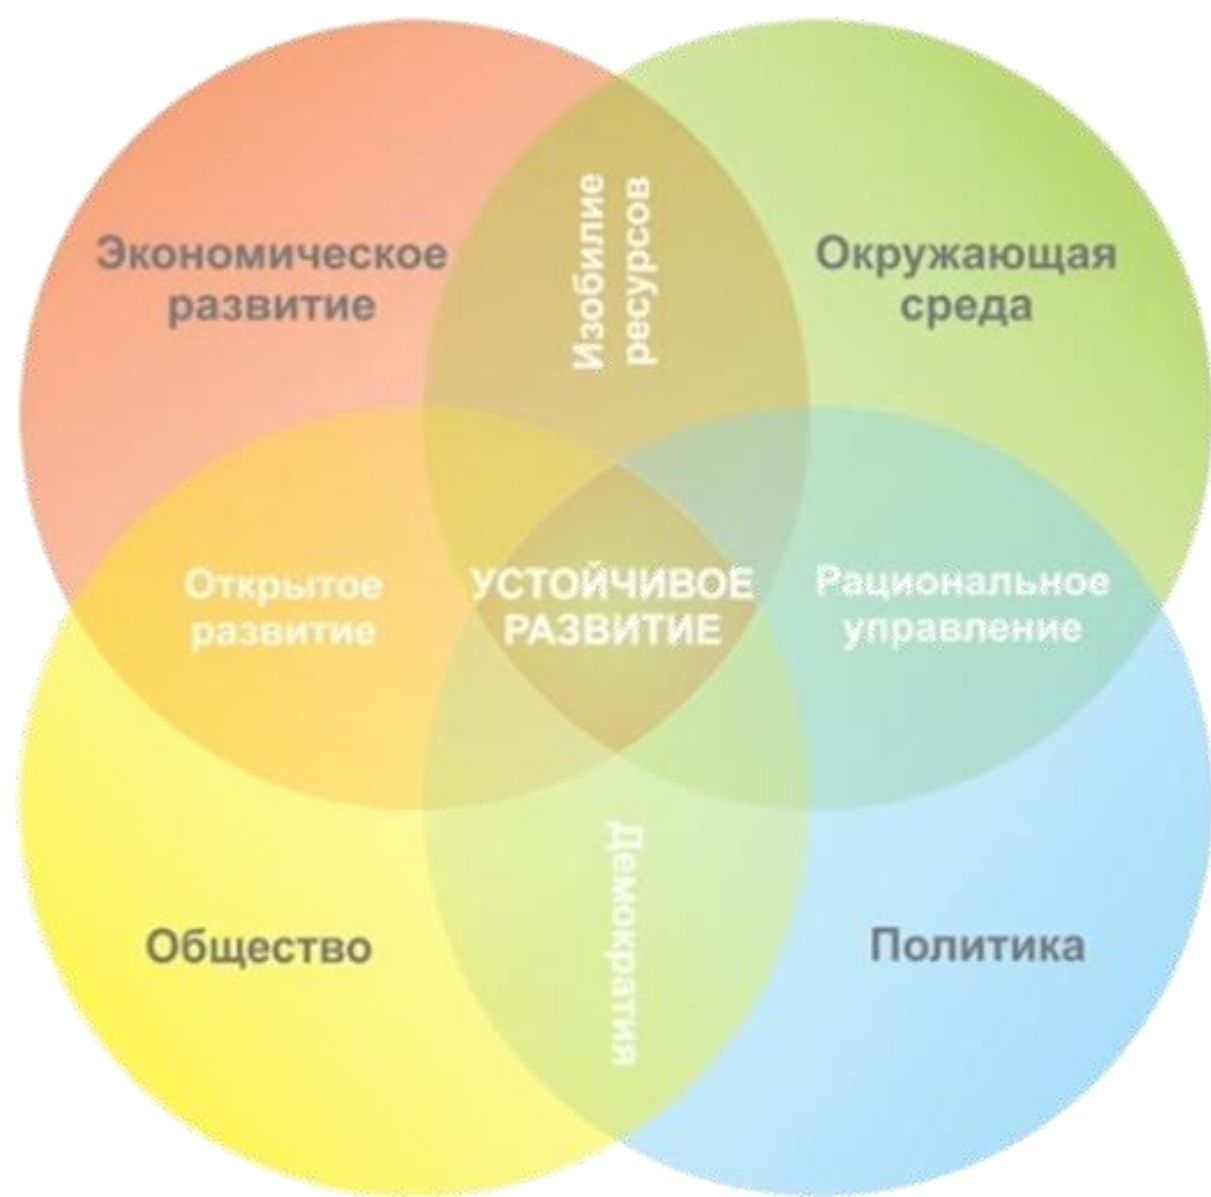 Изобилие
ресурсов
Экономическое
развитие
Окружающая
среда
Открытое
развитие
УСТОЙЧИВОЕ
РАЗВИТИЕ
Рациональное
управление
Демократия
Общество
Политика